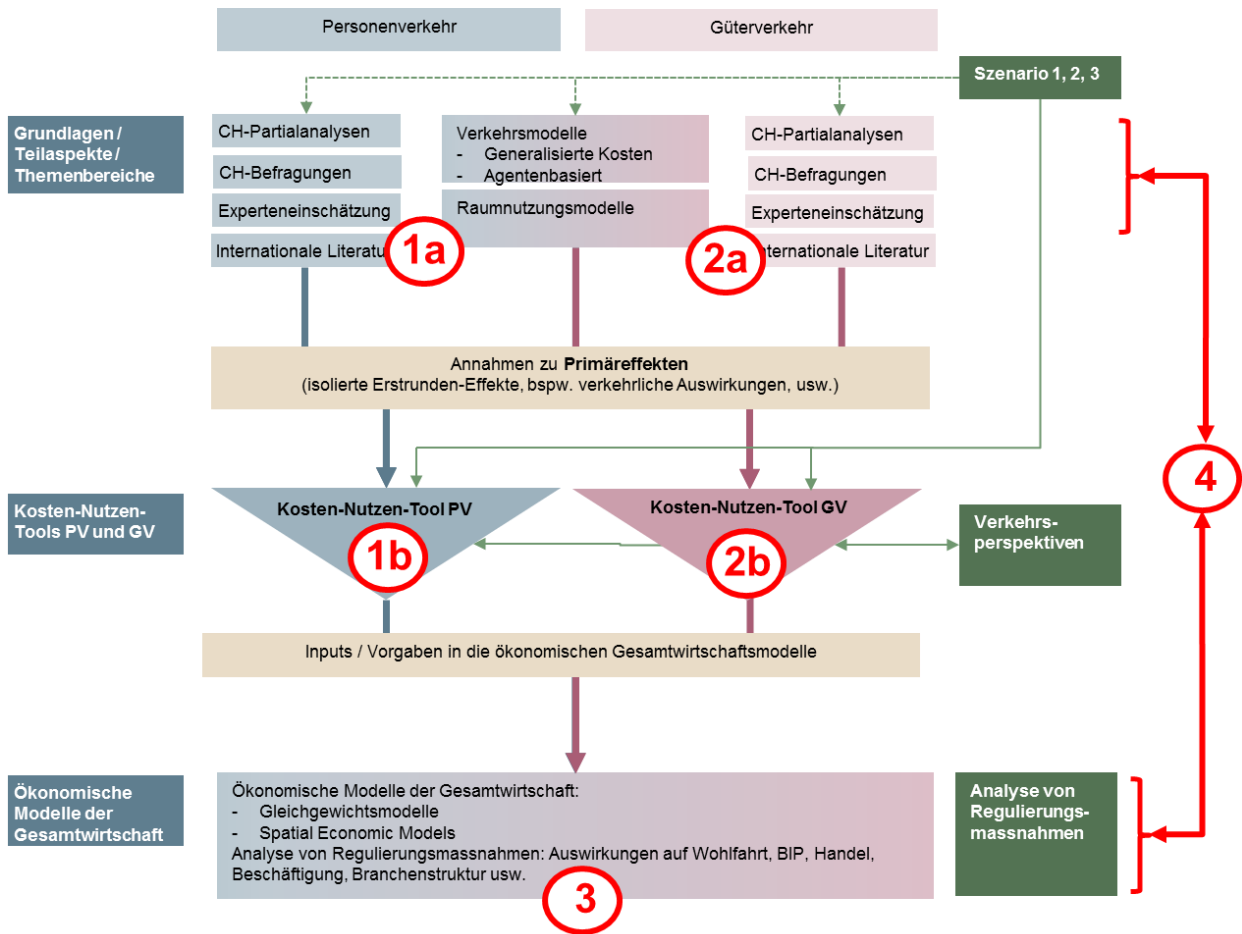 Personenverkehr
Güterverkehr
Szenario 1, 2, 3
Grundlagen /
Teilaspekte /
Themenbereiche
CH-Partialanalysen
CH-Befragungen
Experteneinschätzung
Internationale Literatur
1a
Verkehrsmodelle
- Generalisierte Kosten
- Agentenbasiert
Raumnutzungsmodelle
2a
CH-Partialanalysen
CH-Befragungen
Experteneinschätzung
nternationale Literatur
Annahmen zu Primäreffekten
(isolierte Erstrunden-Effekte, bspw. verkehrliche Auswirkungen, usw.)
4
Kosten-Nutzen-
Tools PV und GV
Kosten-Nutzen-Tool PV
1b
Kosten-Nutzen-Tool GV
2b
Verkehrs-
perspektiven
Inputs / Vorgaben in die ökonomischen Gesamtwirtschaftsmodelle
Ökonomische
Modelle der
Gesamtwirtschaft
Ökonomische Modelle der Gesamtwirtschaft:
- Gleichgewichtsmodelle
- Spatial Economic Models
Analyse von Regulierungsmassnahmen: Auswirkungen auf Wohlfahrt, BIP, Handel,
Beschäftigung, Branchenstruktur usw.
3
Analyse von
Regulierungs-
massnahmen